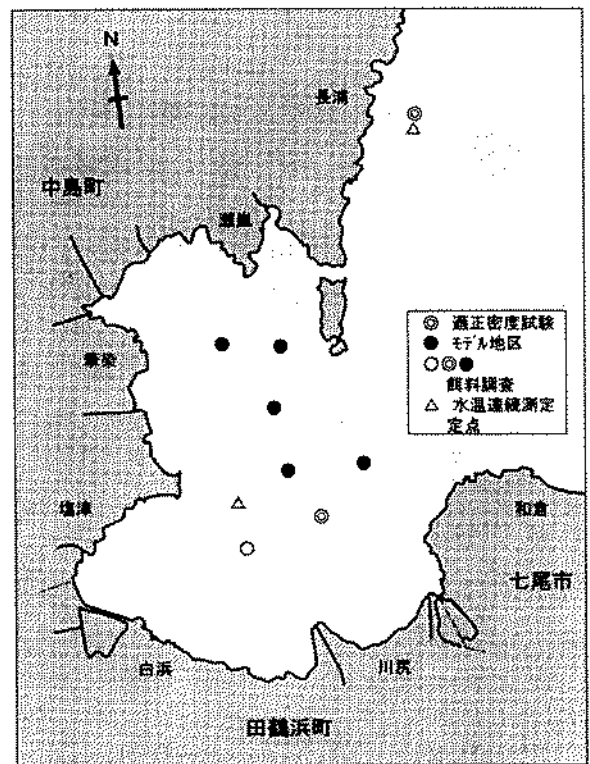 N
長浦
中島町
瀬嵐
◎ 適正密度試験
● モデル地区
○◎●
餌料調査
△ 水温連続測定
定点
塩津
和倉
七尾市
白浜
川尻
田鶴浜町